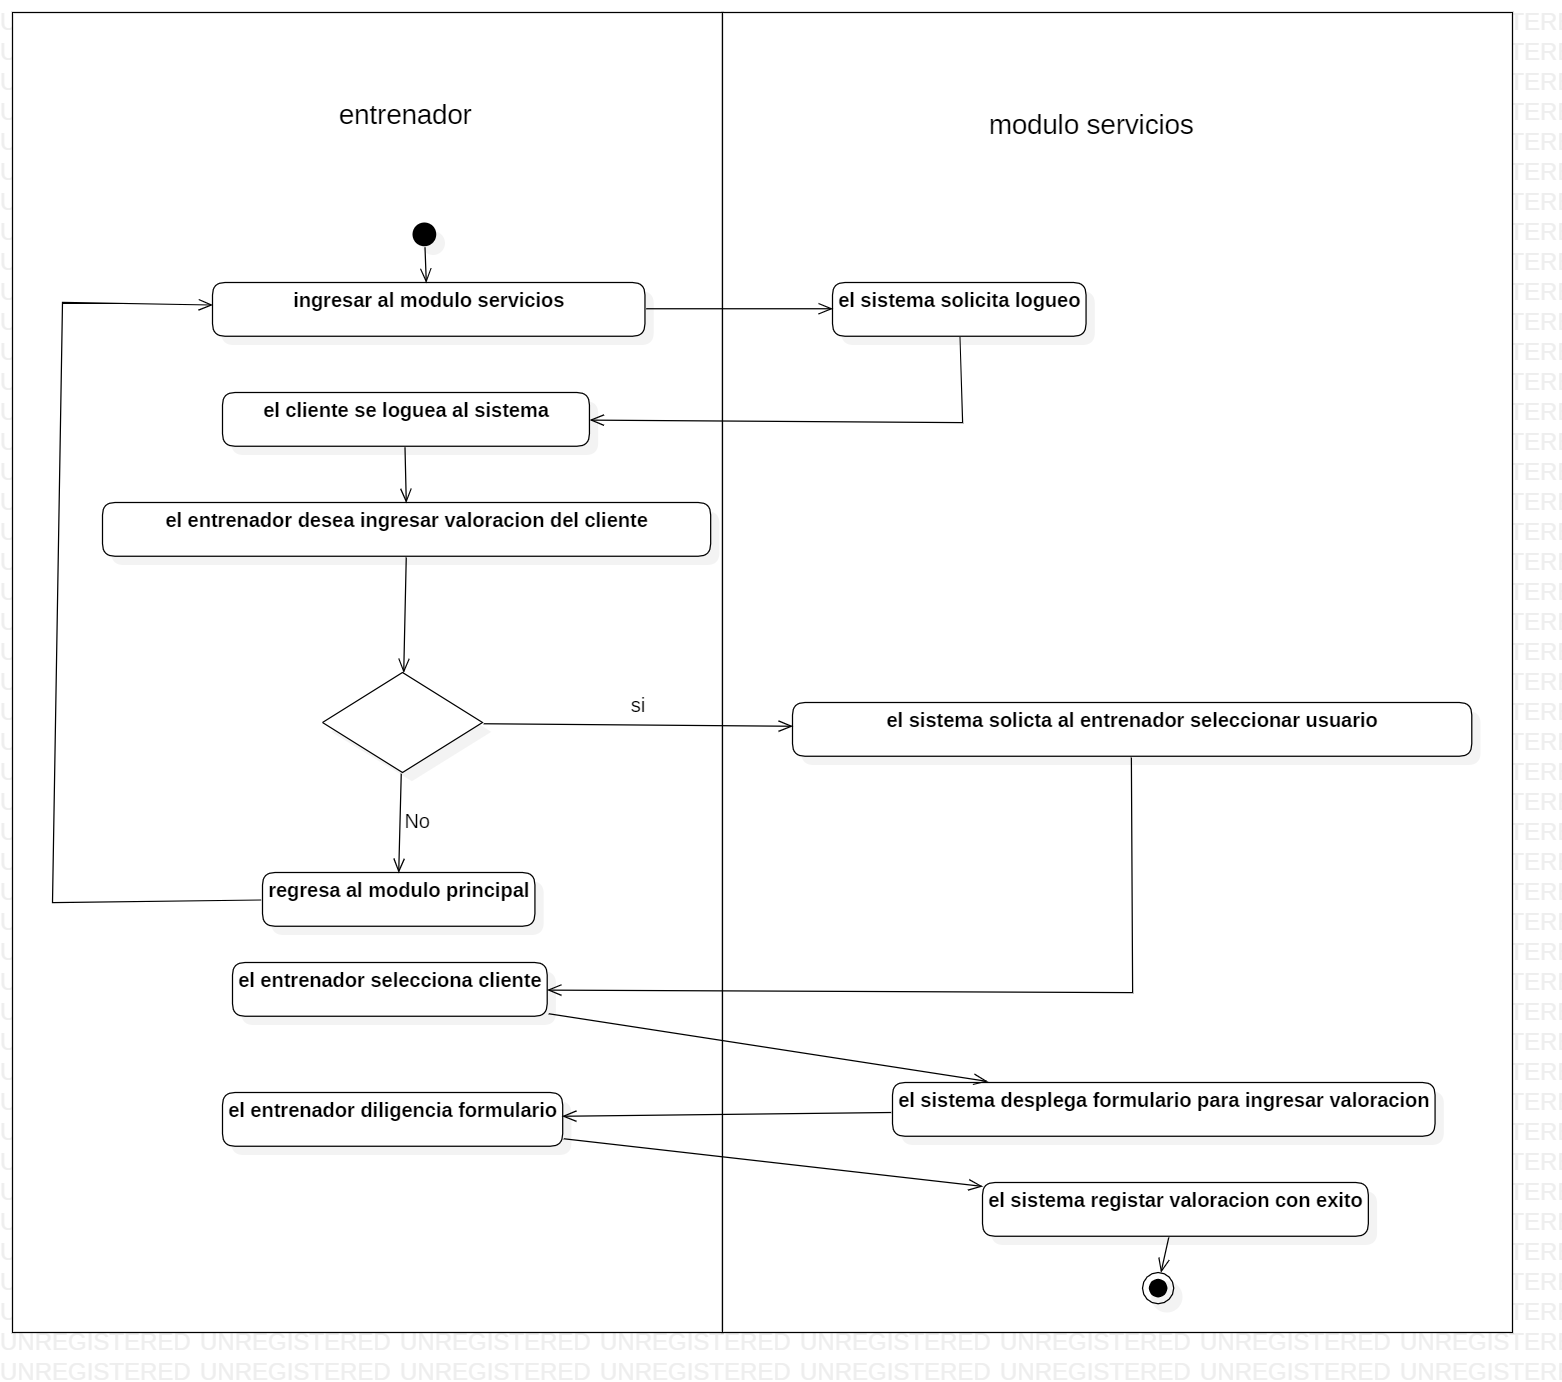 entrenador
modulo servicios
ingresar al modulo servicios
el sistema solicita logueo
el cliente se loguea al sistema
el entrenador desea ingresar valoracion del cliente
si
el sistema solicta al entrenador seleccionar usuario
No
regresa al modulo principal
el entrenador selecciona cliente
el sistema desplega formulario para ingresar valoracion
el entrenador diligencia formulario
el sistema registar valoracion con exito
UNREGISTERED UNREGISTERED UNREGISTERED UNREGISTERED UNREGISTERED UNREGISTERED UNREGISTERED UNREGISTERI
UNREGISTERED UNREGISTERED UNREGISTERED UNREGISTERED UNREGISTERED UNREGISTERED UNREGISTERED UNREGISTERI